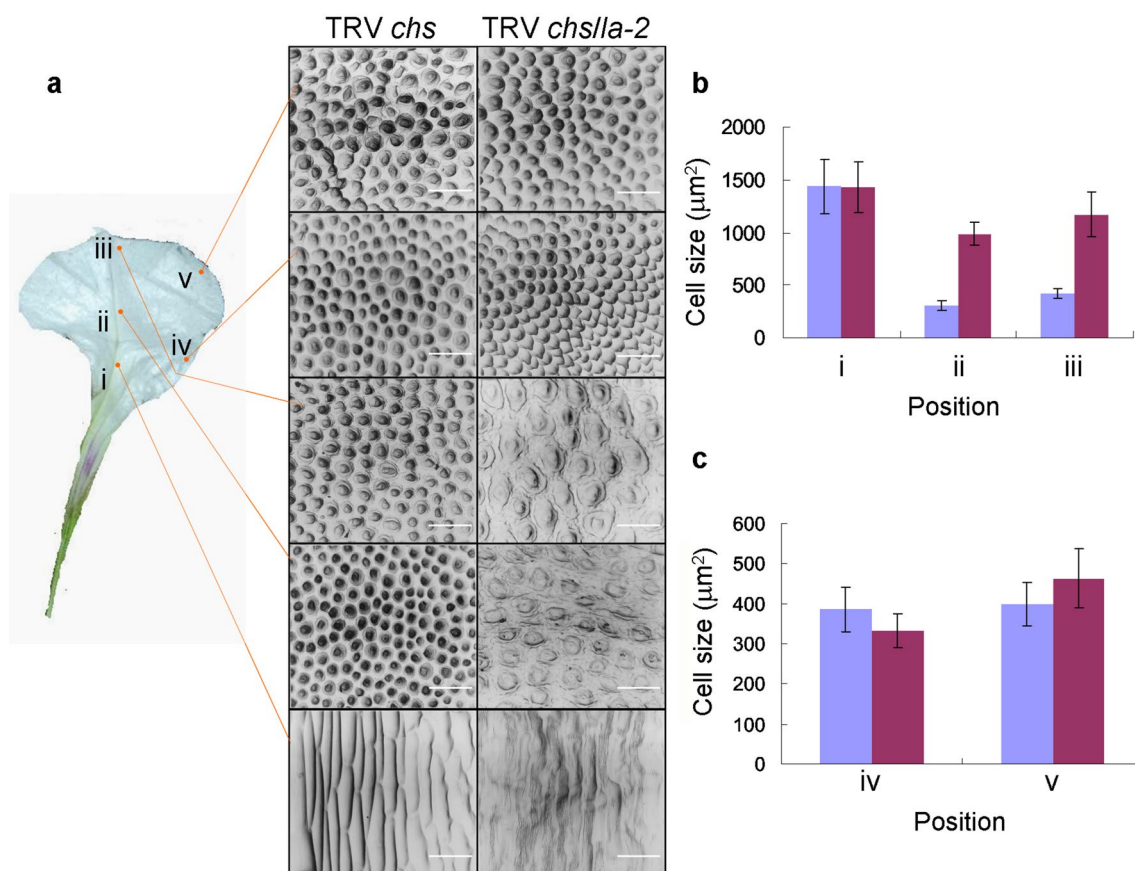 TRV chs
TRV chs/la-2
a
iii
v
ii
iv
i
b
2000
1500
1000
500
0
Cell size (μm²)
i ii iii
Position
c
600
500
400
300
200
100
0
Cell size (μm²)
iv v
Position